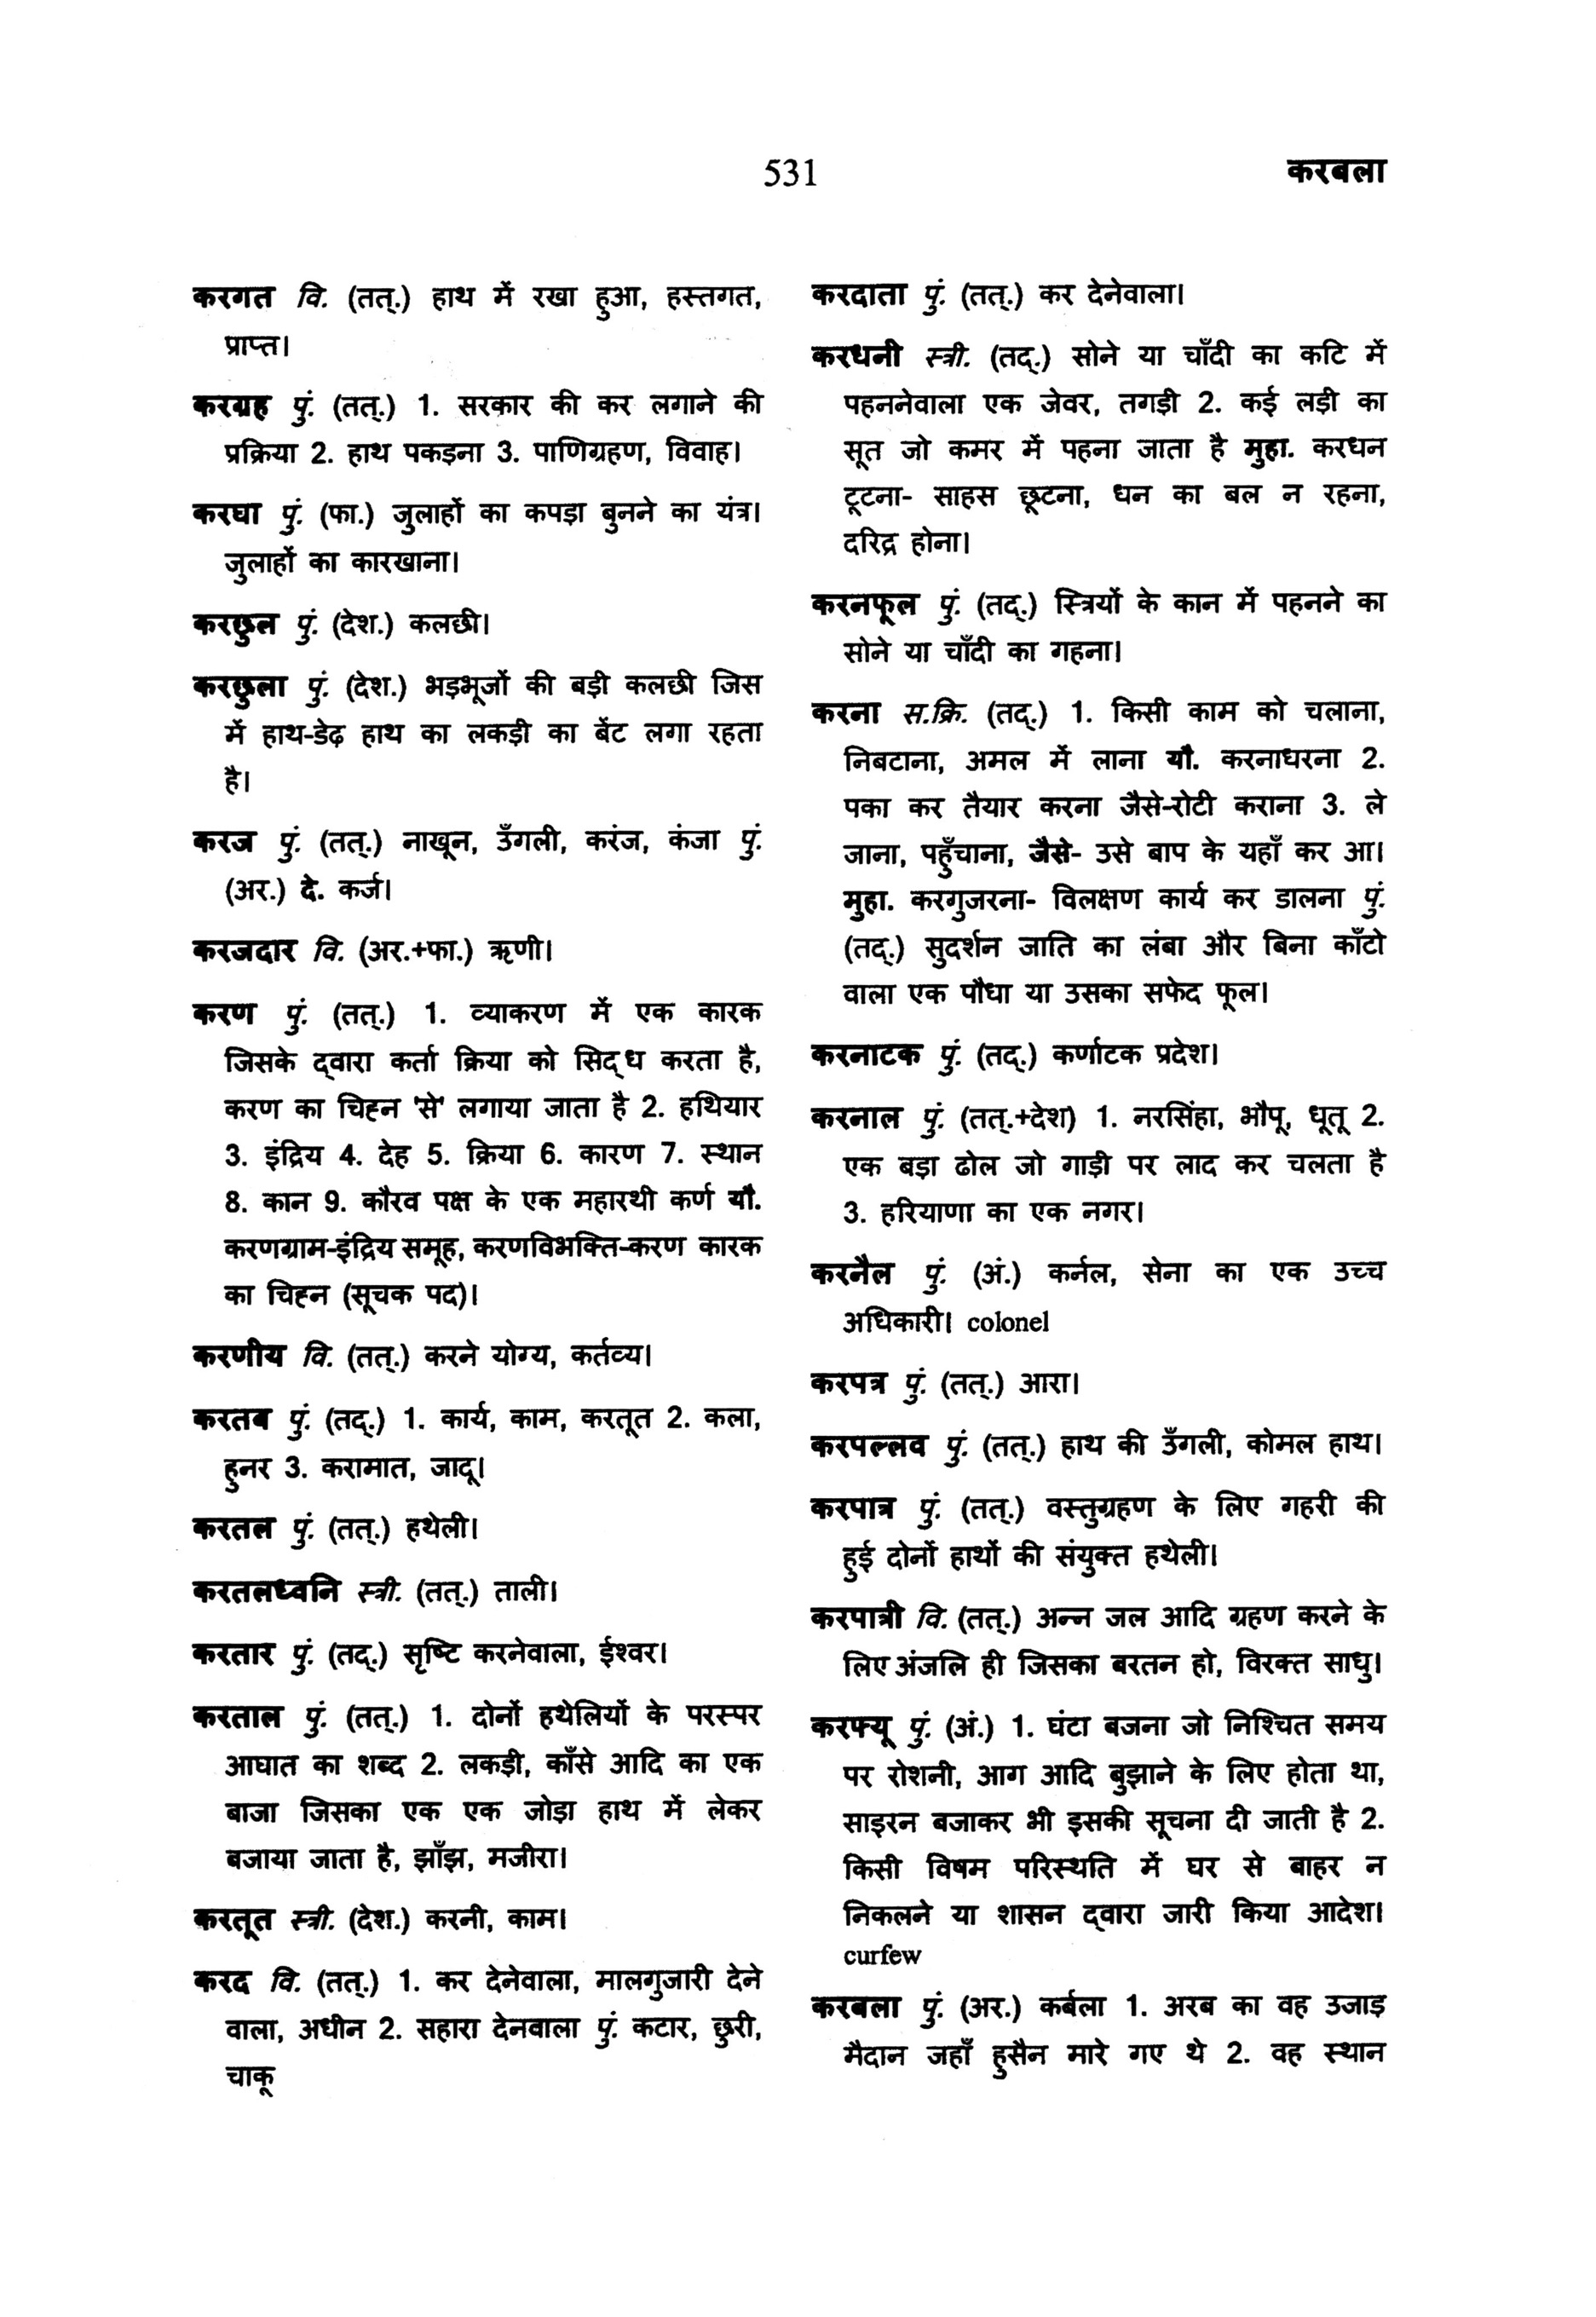 531
करबला
करगत वि. (तत्.) हाथ में रखा हुआ, हस्तगत,
प्राप्त।
करग्रह पुं. (तत्.) 1. सरकार की कर लगाने की
प्रक्रिया 2. हाथ पकड़ना 3. पाणिग्रहण, विवाह।
करघा पुं. (फा.) जुलाहों का कपड़ा बुनने का यंत्र।
जुलाहों का कारखाना।
करछुल पुं. (देश.) कलछी।
करछुला पुं. (देश.) भड़भूजों की बड़ी कलछी जिस
में हाथ-डेढ़ हाथ का लकड़ी का बेंट लगा रहता
है।
करज पुं. (तत्.) नाखून, उँगली, करंज, कंजा पुं.
(अर.) दे. कर्ज।
करजदार वि. (अर.+फा.) ऋणी।
करण पुं. (तत्.) 1. व्याकरण में एक कारक
जिसके द्वारा कर्ता क्रिया को सिद्ध करता है,
करण का चिह्न 'से' लगाया जाता है 2. हथियार
3. इंद्रिय 4. देह 5. क्रिया 6. कारण 7. स्थान
8. कान 9. कौरव पक्ष के एक महारथी कर्ण यौ.
करणग्राम-इंद्रिय समूह, करणविभक्ति-करण कारक
का चिह्न (सूचक पद)।
करणीय वि. (तत्.) करने योग्य, कर्तव्य।
करतब पुं. (तद्.) 1. कार्य, काम, करतूत 2. कला,
हुनर 3. करामात, जादू।
करतल पुं. (तत्.) हथेली।
करतलध्वनि स्त्री. (तत्.) ताली।
करतार पुं. (तद्.) सृष्टि करनेवाला, ईश्वर।
करताल पुं. (तत्.) 1. दोनों हथेलियों के परस्पर
आघात का शब्द 2. लकड़ी, काँसे आदि का एक
बाजा जिसका एक एक जोड़ा हाथ में लेकर
बजाया जाता है, झाँझ, मजीरा।
करतूत स्त्री. (देश.) करनी, काम।
करद वि. (तत्.) 1. कर देनेवाला, मालगुजारी देने
वाला, अधीन 2. सहारा देनवाला पुं. कटार, छुरी,
चाकू
करदाता पुं. (तत्.) कर देनेवाला।
करधनी स्त्री. (तद्.) सोने या चाँदी का कटि में
पहननेवाला एक जेवर, तगड़ी 2. कई लड़ी का
सूत जो कमर में पहना जाता है मुहा. करधन
टूटना- साहस छूटना, धन का बल न रहना,
दरिद्र होना।
करनफूल पुं. (तद्.) स्त्रियों के कान में पहनने का
सोने या चाँदी का गहना।
करना स.क्रि. (तद्.) 1. किसी काम को चलाना,
निबटाना, अमल में लाना यौ. करनाधरना 2.
पका कर तैयार करना जैसे-रोटी कराना 3. ले
जाना, पहुँचाना, जैसे- उसे बाप के यहाँ कर आ।
मुहा. करगुजरना- विलक्षण कार्य कर डालना पुं.
(तद्.) सुदर्शन जाति का लंबा और बिना काँटो
वाला एक पौधा या उसका सफेद फूल।
करनाटक पुं. (तद्.) कर्णाटक प्रदेश।
करनाल पुं. (तत्.+देश) 1. नरसिंहा, भौपू, धूतू 2.
एक बड़ा ढोल जो गाड़ी पर लाद कर चलता है
3. हरियाणा का एक नगर।
करनैल पुं. (अं.) कर्नल, सेना का एक उच्च
अधिकारी। colonel
करपत्र पुं. (तत्.) आरा।
करपल्लव पुं. (तत्.) हाथ की उँगली, कोमल हाथ।
करपात्र पुं. (तत्.) वस्तुग्रहण के लिए गहरी की
हुई दोनों हाथों की संयुक्त हथेली।
करपात्री वि. (तत्.) अन्न जल आदि ग्रहण करने के
लिए अंजलि ही जिसका बरतन हो, विरक्त साधु।
करफ्यू पुं. (अं.) 1. घंटा बजना जो निश्चित समय
पर रोशनी, आग आदि बुझाने के लिए होता था,
साइरन बजाकर भी इसकी सूचना दी जाती है 2.
किसी विषम परिस्थति में घर से बाहर न
निकलने या शासन द्वारा जारी किया आदेश।
curfew
करबला पुं. (अर.) कर्बला 1. अरब का वह उजाड़
मैदान जहाँ हुसैन मारे गए थे 2. वह स्थान